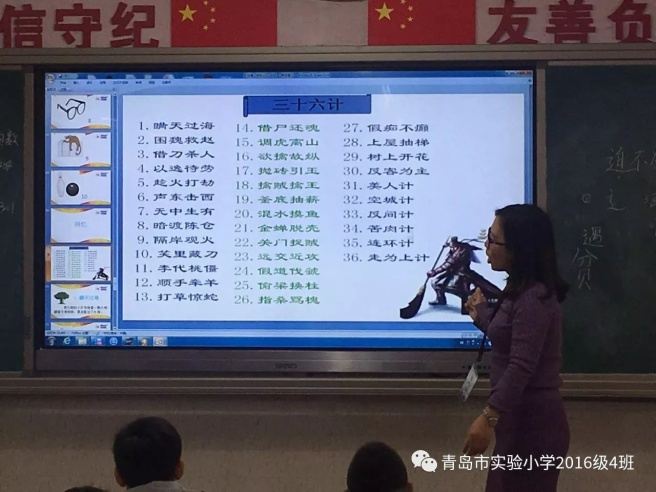 信守纪
友善负
三十六计
1. 瞒天过海
2. 围魏救赵
3. 借刀杀人
4. 以逸待劳
5. 趁火打劫
6. 声东击西
7. 无中生有
8. 暗渡陈仓
9. 隔岸观火
10. 笑里藏刀
11. 李代桃僵
12. 顺手牵羊
13. 打草惊蛇
14. 借尸还魂
15. 调虎离山
16. 欲擒故纵
17. 抛砖引玉
18. 擒贼擒王
19. 釜底抽薪
20. 混水摸鱼
21. 金蝉脱壳
22. 关门捉贼
23. 远交近攻
24. 假道伐虢
25. 偷梁换柱
26. 指桑骂槐
27. 假痴不癫
28. 上屋抽梯
29. 树上开花
30. 反客为主
31. 美人计
32. 空城计
33. 反间计
34. 苦肉计
35. 连环计
36. 走为上计
遇
青岛市实验小学2016级4班